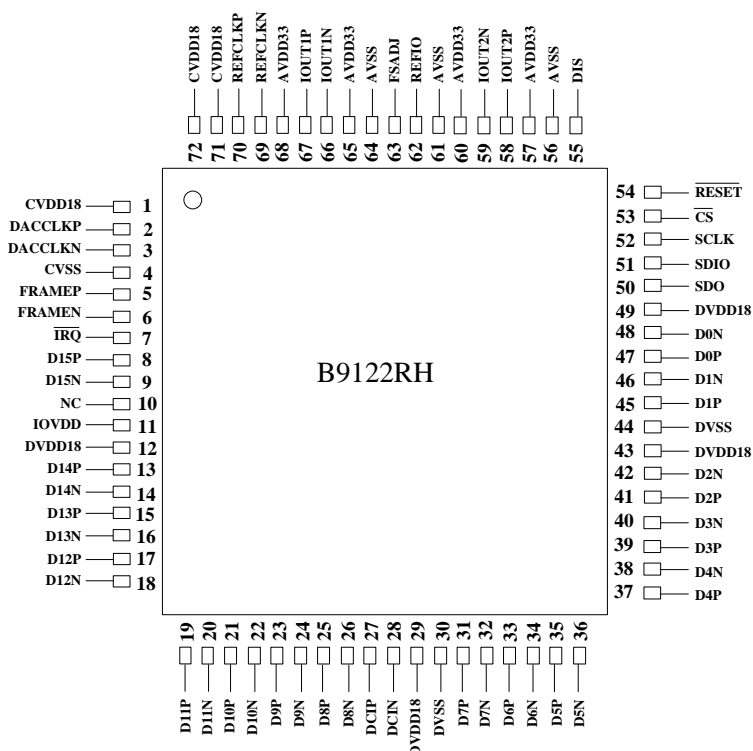 CVDD18
CVDD18
REFCLKP
REFCLKN
AVDD33
IOUT1P
IOUT1N
AVDD33
AVSS
FSADJ
REFIO
AVSS
AVDD33
IOUT2N
IOUT2P
AVDD33
AVSS
DIS
72
71
70
69
68
67
66
65
64
63
62
61
60
59
58
57
56
55
CVDD18 1
DACCLKP 2
DACCLKN 3
CVSS 4
FRAMEP 5
FRAMEN 6
IRQ 7
D15P 8
D15N 9
NC 10
IOVDD 11
DVDD18 12
D14P 13
D14N 14
D13P 15
D13N 16
D12P 17
D12N 18
B9122RH
54 RESET
53 CS
52 SCLK
51 SDIO
50 SDO
49 DVDD18
48 D0N
47 D0P
46 D1N
45 D1P
44 DVSS
43 DVDD18
42 D2N
41 D2P
40 D3N
39 D3P
38 D4N
37 D4P
19
20
21
22
23
24
25
26
27
28
29
30
31
32
33
34
35
36
D11P
D11N
D10P
D10N
D9P
D9N
D8P
D8N
DCIP
DCIN
DVDD18
DVSS
D7P
D7N
D6P
D6N
D5P
D5N